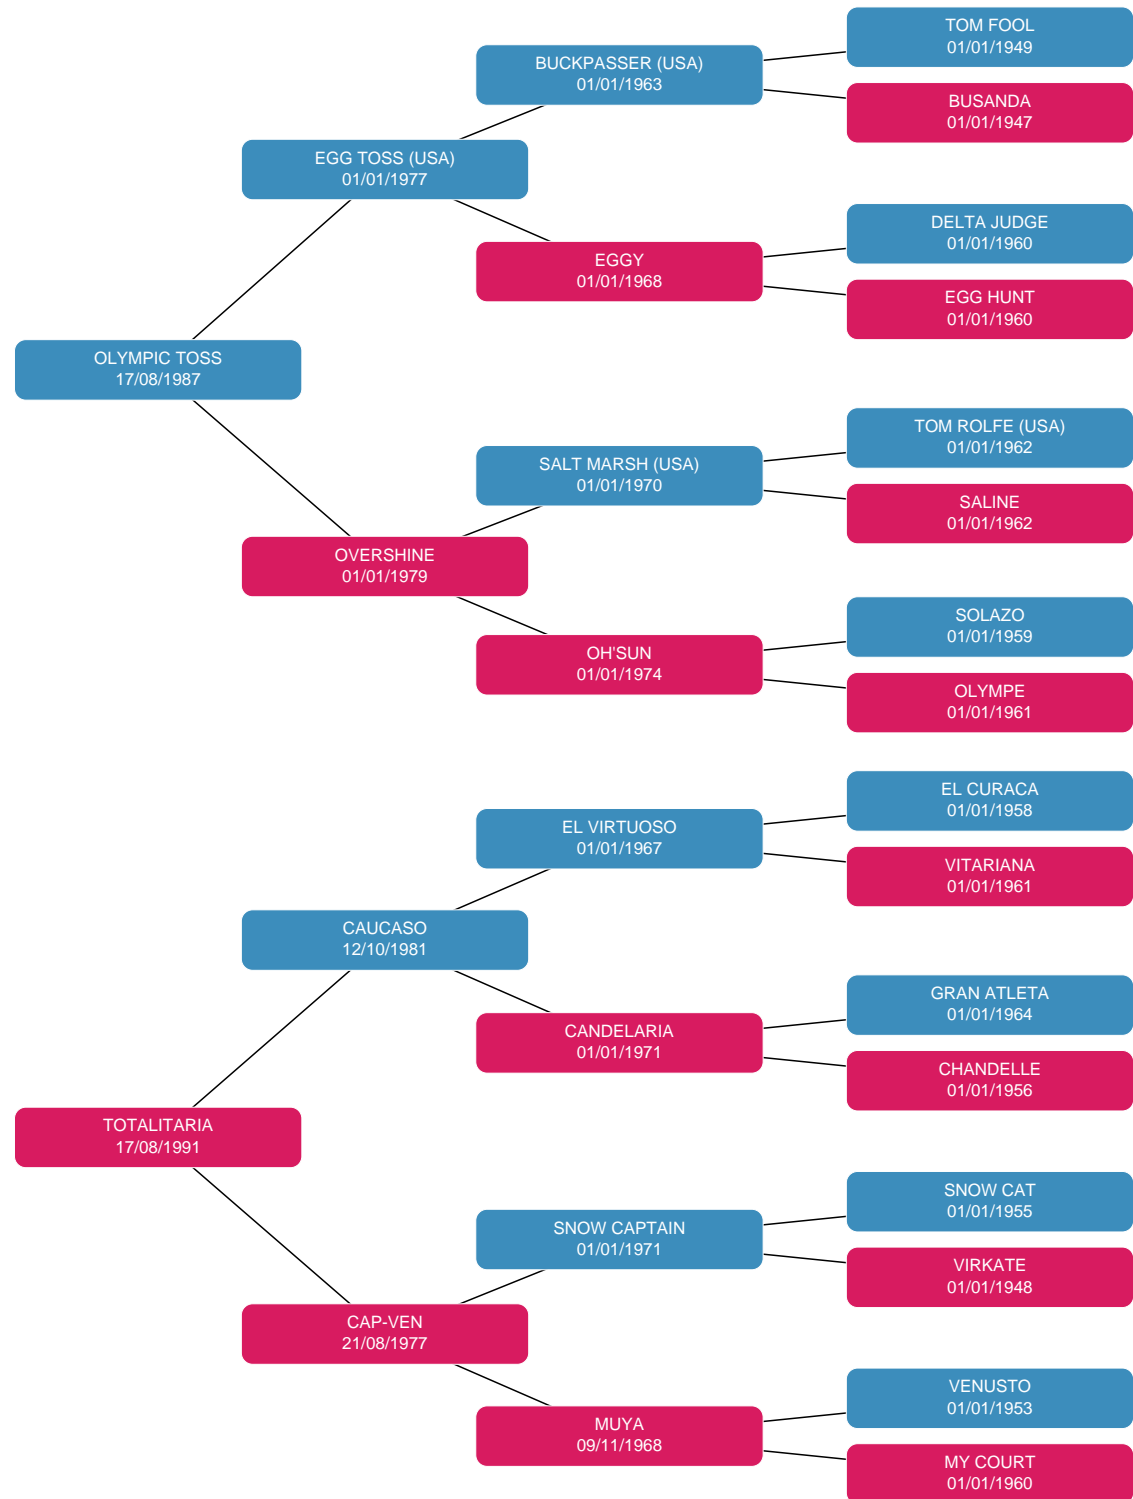 TOM FOOL
01/01/1949
BUCKPASSER (USA)
01/01/1963
BUSANDA
01/01/1947
EGG TOSS (USA)
01/01/1977
DELTA JUDGE
01/01/1960
EGGY
01/01/1968
EGG HUNT
01/01/1960
OLYMPIC TOSS
17/08/1987
TOM ROLFE (USA)
01/01/1962
SALT MARSH (USA)
01/01/1970
SALINE
01/01/1962
OVERSHINE
01/01/1979
SOLAZO
01/01/1959
OH'SUN
01/01/1974
OLYMPE
01/01/1961
EL CURACA
01/01/1958
EL VIRTUOSO
01/01/1967
VITARIANA
01/01/1961
CAUCASO
12/10/1981
GRAN ATLETA
01/01/1964
CANDELARIA
01/01/1971
CHANDELLE
01/01/1956
TOTALITARIA
17/08/1991
SNOW CAT
01/01/1955
SNOW CAPTAIN
01/01/1971
VIRKATE
01/01/1948
CAP-VEN
21/08/1977
VENUSTO
01/01/1953
MUYA
09/11/1968
MY COURT
01/01/1960